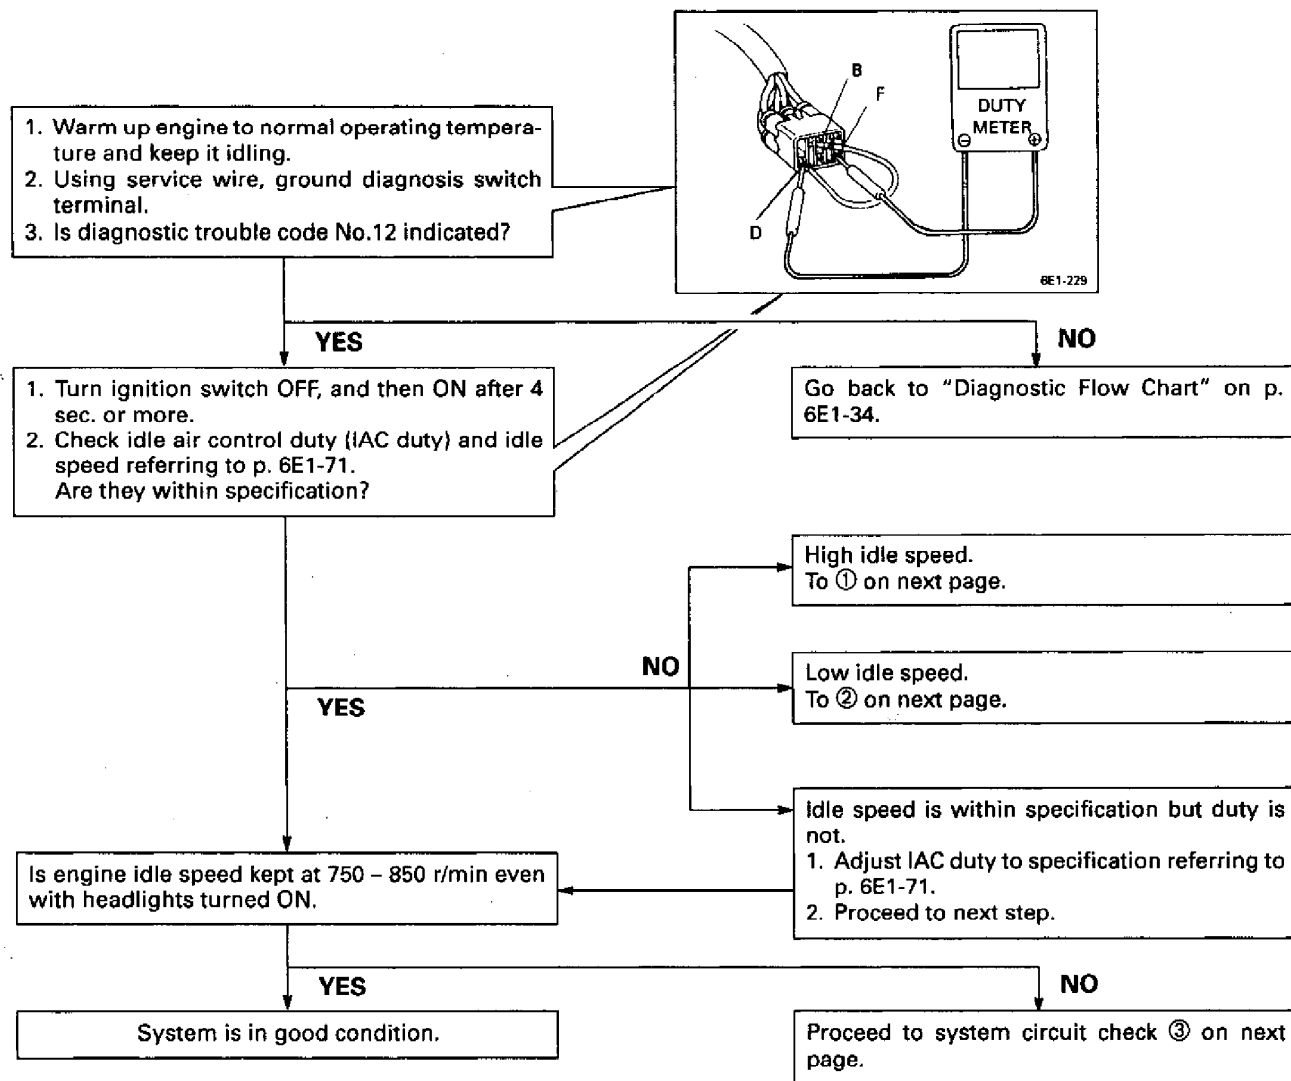 B
F
DUTY
METER
⊖ ⊕
D
6E1-229
1. Warm up engine to normal operating tempera-
ture and keep it idling.
2. Using service wire, ground diagnosis switch
terminal.
3. Is diagnostic trouble code No.12 indicated?
YES
NO
1. Turn ignition switch OFF, and then ON after 4
sec. or more.
2. Check idle air control duty (IAC duty) and idle
speed referring to p. 6E1-71.
Are they within specification?
Go back to "Diagnostic Flow Chart" on p.
6E1-34.
High idle speed.
To ① on next page.
NO
YES
Low idle speed.
To ② on next page.
Idle speed is within specification but duty is
not.
1. Adjust IAC duty to specification referring to
p. 6E1-71.
2. Proceed to next step.
Is engine idle speed kept at 750 – 850 r/min even
with headlights turned ON.
YES
NO
System is in good condition.
Proceed to system circuit check ③ on next
page.